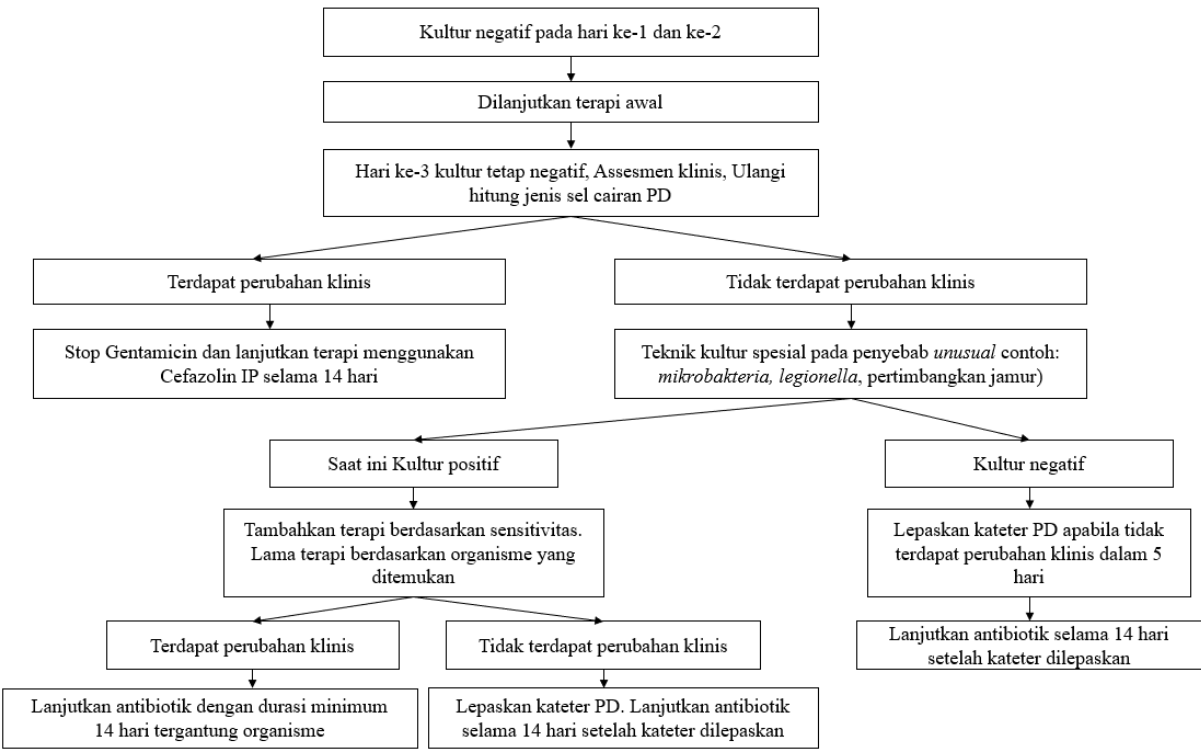 Kultur negatif pada hari ke-1 dan ke-2
Dilanjutkan terapi awal
Hari ke-3 kultur tetap negatif, Assesmen klinis, Ulangi
hitung jenis sel cairan PD
Terdapat perubahan klinis
Tidak terdapat perubahan klinis
Stop Gentamicin dan lanjutkan terapi menggunakan
Cefazolin IP selama 14 hari
Teknik kultur spesial pada penyebab unusual contoh:
mikrobakteria, legionella, pertimbangkan jamur)
Saat ini Kultur positif
Kultur negatif
Tambahkan terapi berdasarkan sensitivitas.
Lama terapi berdasarkan organisme yang
ditemukan
Lepaskan kateter PD apabila tidak
terdapat perubahan klinis dalam 5
hari
Terdapat perubahan klinis
Tidak terdapat perubahan klinis
Lanjutkan antibiotik selama 14 hari
setelah kateter dilepaskan
Lanjutkan antibiotik dengan durasi minimum
14 hari tergantung organisme
Lepaskan kateter PD. Lanjutkan antibiotik
selama 14 hari setelah kateter dilepaskan